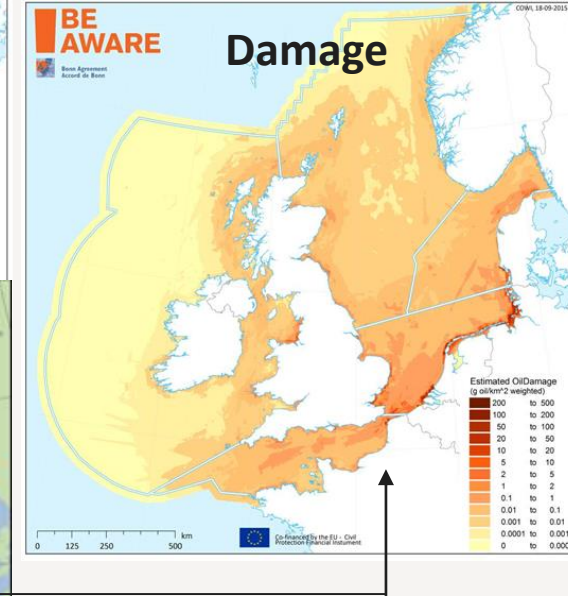 COWI, 18-09-2015
BE
AWARE
Bonn Agreement
Accord de Bonn
Damage
Estimated OilDamage
(g oil/km^2 weighted)
200 to 500
100 to 200
50 to 100
20 to 50
10 to 20
5 to 10
2 to 5
1 to 2
0.1 to 1
0.01 to 0.1
0.001 to 0.01
0.0001 to 0.001
0 to 0.000
km
0 125 250 500
Co-financed by the EU - Civil
Protection Financial Instrument